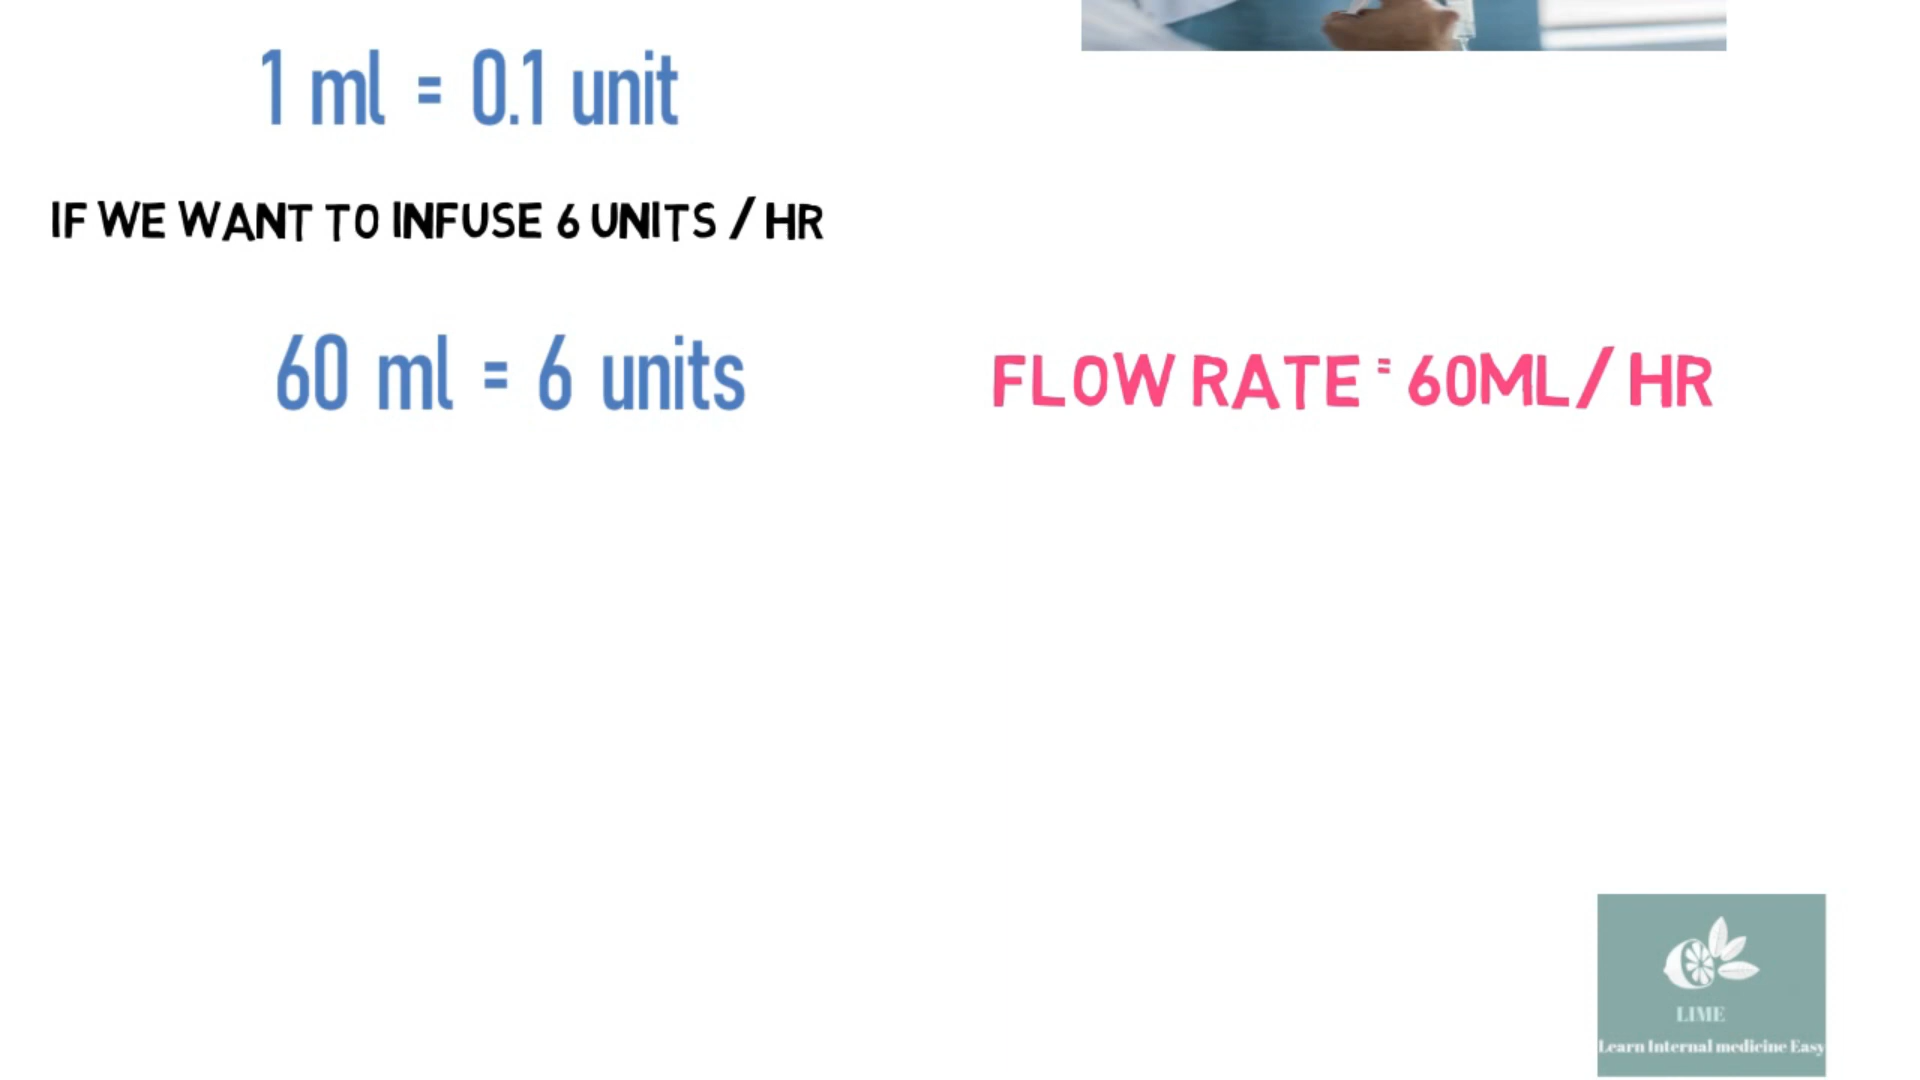 1 ml = 0.1 unit
IF WE WANT TO INFUSE 6 UNITS / HR
60 ml = 6 units
FLOW RATE = 60ML/ HR
LIME
Learn Internal medicine Easy